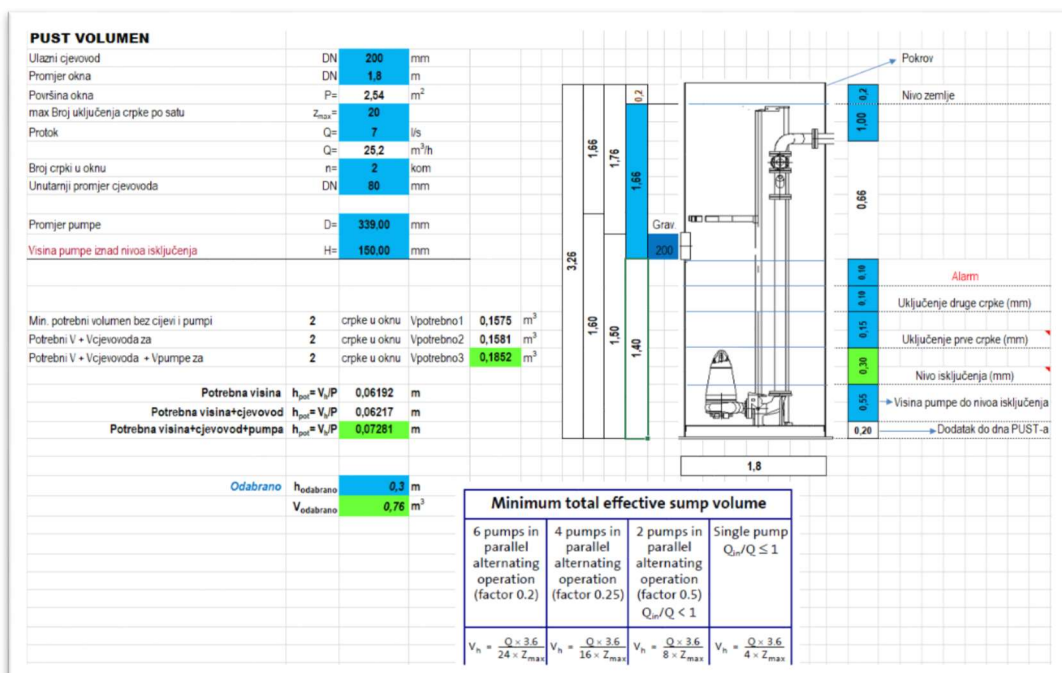 PUST VOLUMEN
Ulazni cjevovod DN 200 mm
Promjer okna DN 1,8 m
Površina okna P= 2,54 m²
max Broj uključenja crpke po satu zmax= 20
Protok Q= 7 l/s
Q= 25,2 m³/h
Broj crpki u oknu n= 2 kom
Unutarnji promjer cjevovoda DN 80 mm
Promjer pumpe D= 339,00 mm
Visina pumpe iznad nivoa isključenja H= 150,00 mm
Min. potrebni volumen bez cijevi i pumpi 2 crpke u oknu Vpotrebno1 0,1575 m³
Potrebni V + Vcjevovoda za 2 crpke u oknu Vpotrebno2 0,1581 m³
Potrebni V + Vcjevovoda + Vpumpe za 2 crpke u oknu Vpotrebno3 0,1852 m³
Potrebna visina hpot= Vh/P 0,06192 m
Potrebna visina+cjevovod hpot= Vh/P 0,06217 m
Potrebna visina+cjevovod+pumpa hpot= Vh/P 0,07281 m
Odabrano hodabrano 0,3 m
Vodabrano 0,76 m³
3,26
1,66
1,60
1,76
1,50
0,2
1,66
1,40
Grav.
200
1,8
Pokrov
0,2 Nivo zemlje
1,00
0,66
0,10 Alarm
0,10 Uključenje druge crpke (mm)
0,15 Uključenje prve crpke (mm)
0,30 Nivo isključenja (mm)
0,55 Visina pumpe do nivoa isključenja
0,20 Dodatak do dna PUST-a
Minimum total effective sump volume
6 pumps in parallel alternating operation (factor 0.2)
4 pumps in parallel alternating operation (factor 0.25)
2 pumps in parallel alternating operation (factor 0.5) Qin/Q < 1
Single pump Qin/Q ≤ 1
Vh = Q × 3.6 / 24 × Zmax
Vh = Q × 3.6 / 16 × Zmax
Vh = Q × 3.6 / 8 × Zmax
Vh = Q × 3.6 / 4 × Zmax